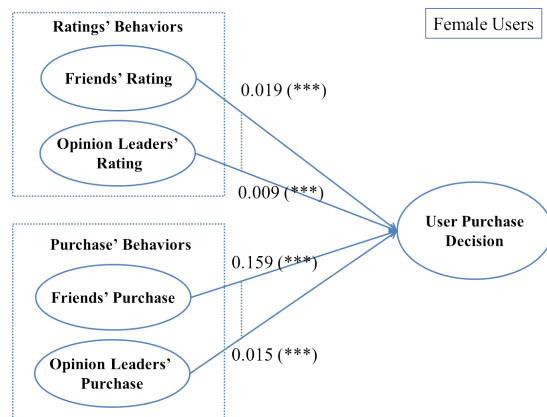 Ratings' Behaviors
Female Users
Friends' Rating
0.019 (***)
Opinion Leaders'
Rating
0.009 (***)
User Purchase
Decision
Purchase' Behaviors
0.159 (***)
Friends' Purchase
0.015 (***)
Opinion Leaders'
Purchase